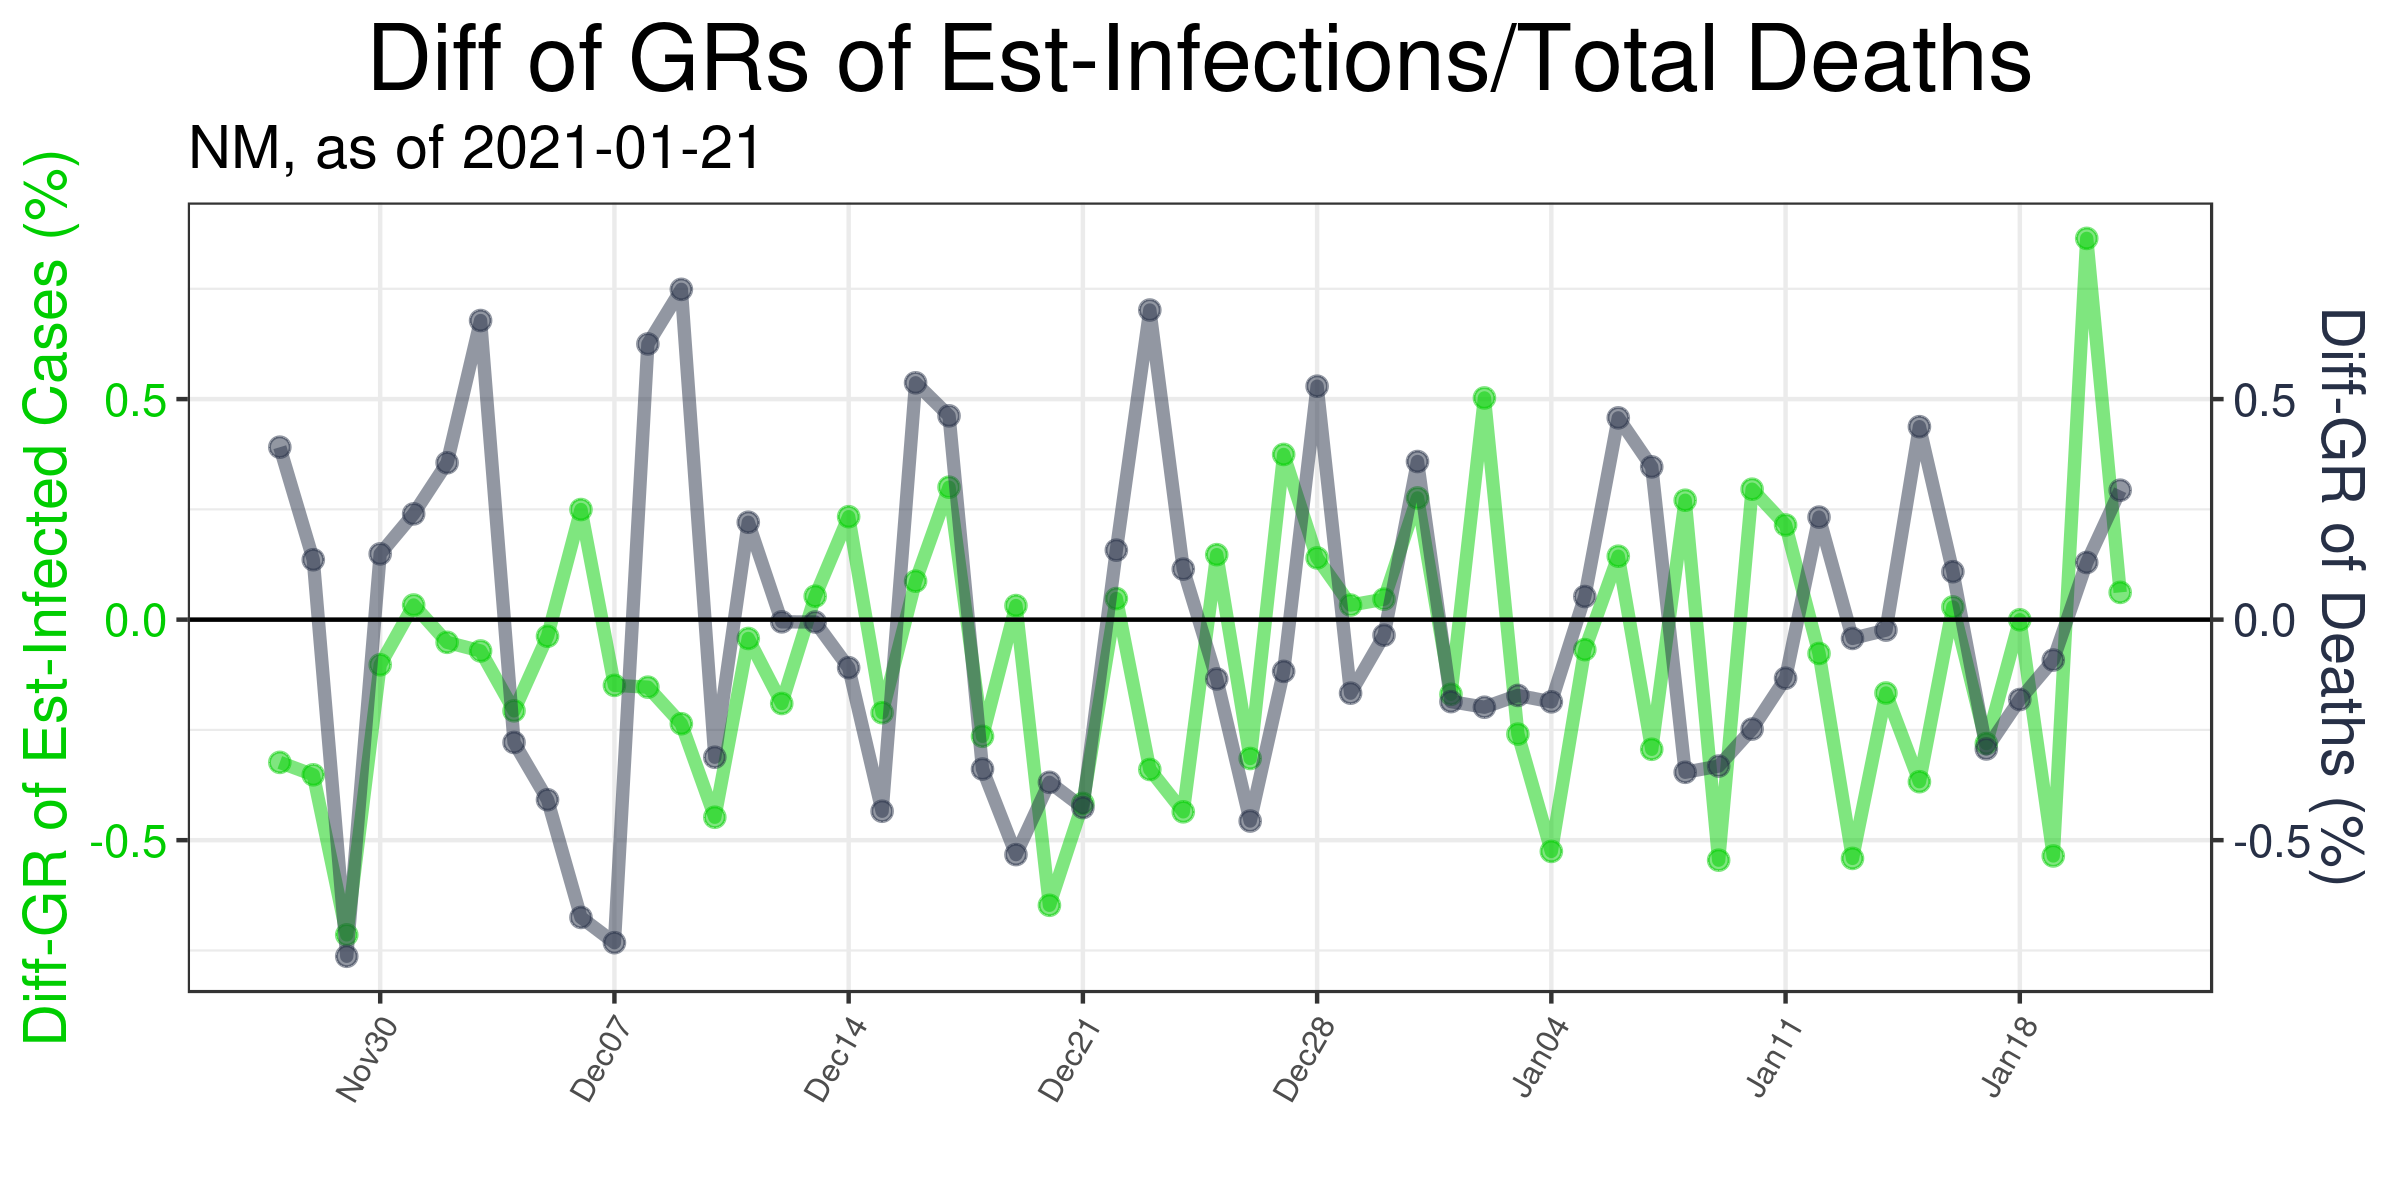 Diff of GRs of Est-Infections/Total Deaths
NM, as of 2021-01-21
Diff-GR of Est-Infected Cases (%)
0.5
0.0
-0.5
0.5
0.0
-0.5
Diff-GR of Deaths (%)
Nov30
Dec07
Dec14
Dec21
Dec28
Jan04
Jan11
Jan18